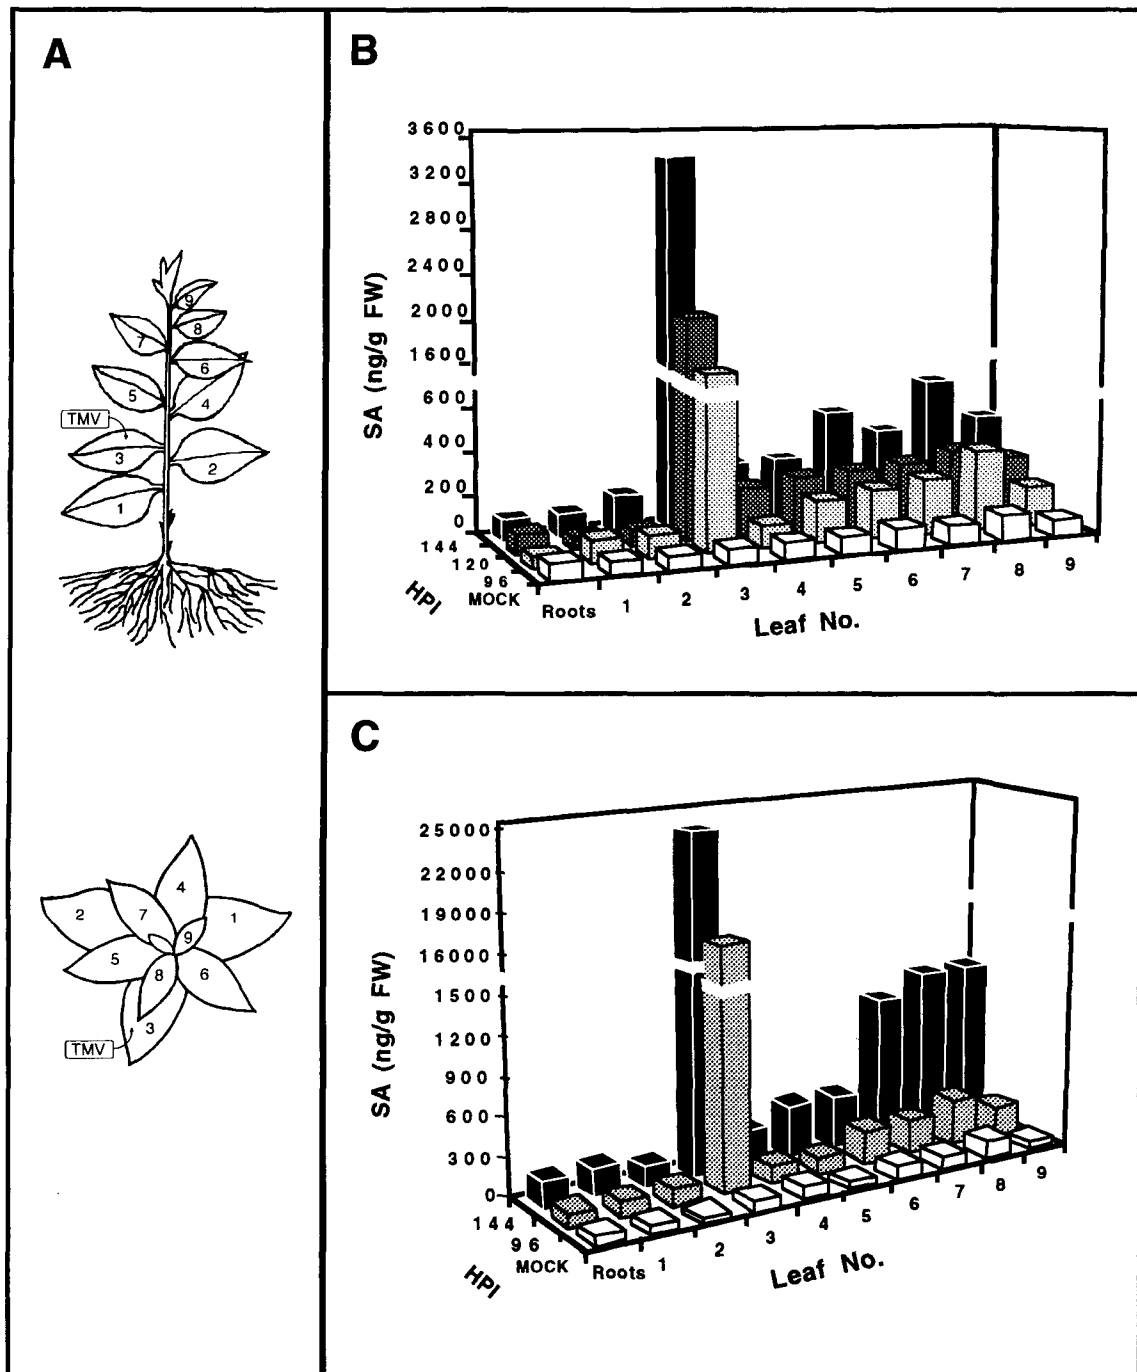 A
9
8
7
6
5
4
TMV
3
2
1
4
2
7
1
9
5
8
6
3
TMV
B
3600
3200
2800
2400
2000
1600
600
400
200
0
SA (ng/g FW)
144
120
96
MOCK
HPI
Roots 1 2 3 4 5 6 7 8 9
Leaf No.
C
25000
22000
19000
16000
1500
1200
900
600
300
0
SA (ng/g FW)
144
96
MOCK
HPI
Roots 1 2 3 4 5 6 7 8 9
Leaf No.